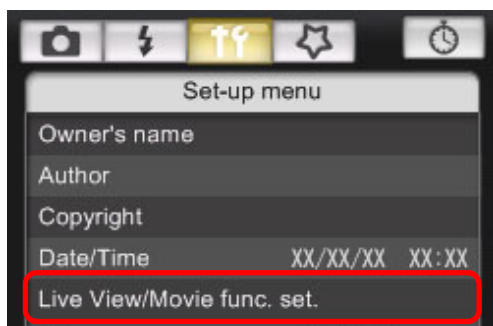 Set-up menu
Owner's name
Author
Copyright
Date/Time XX/XX/XX XX:XX
Live View/Movie func. set.